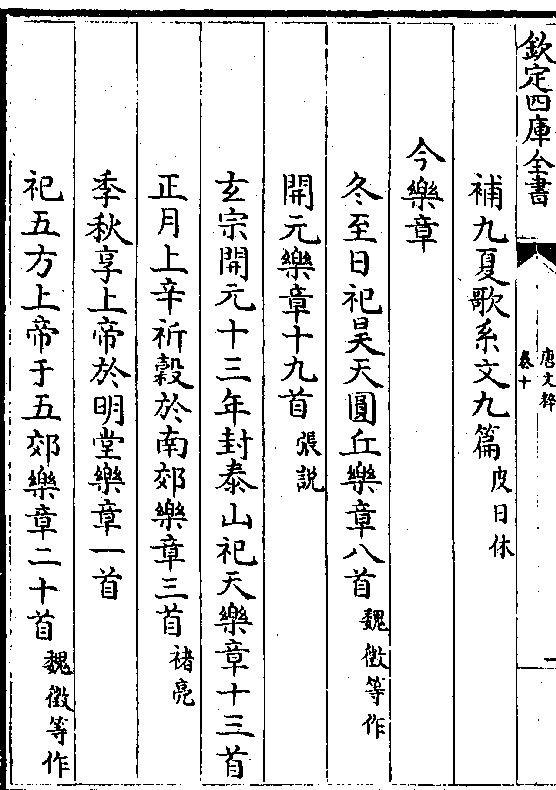 欽定四庫全書
唐文粹
卷十
補九夏歌系文九篇皮日休
今樂章
冬至日祀昊天圓丘樂章八首魏徵等作
開元樂章十九首張說
玄宗開元十三年封泰山祀天樂章十三首
正月上辛祈穀於南郊樂章三首褚亮
季秋享上帝於明堂樂章一首
祀五方上帝于五郊樂章二十首魏徵等作